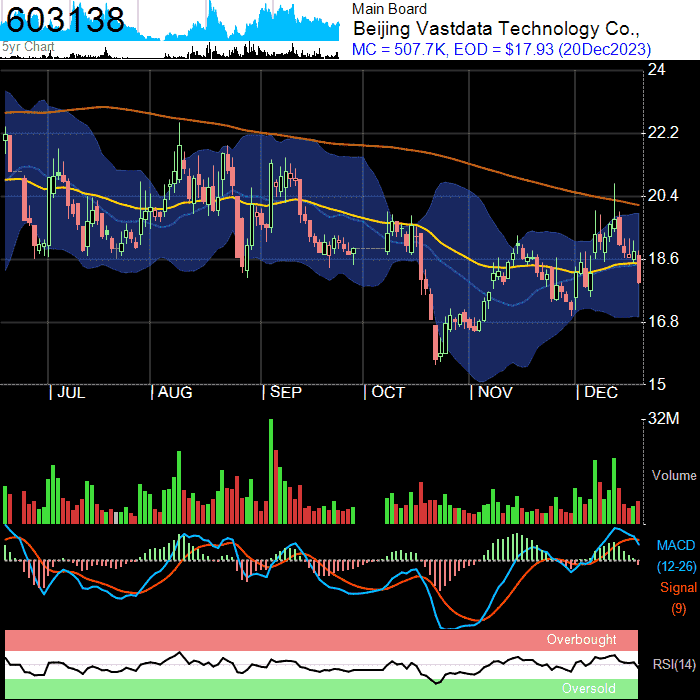 603138
5yr Chart
Main Board
Beijing Vastdata Technology Co.,
MC = 507.7K, EOD = $17.93 (20Dec2023)
24
22.2
20.4
18.6
16.8
15
JUL
AUG
SEP
OCT
NOV
DEC
32M
Volume
MACD
(12-26)
Signal
(9)
Overbought
RSI(14)
Oversold